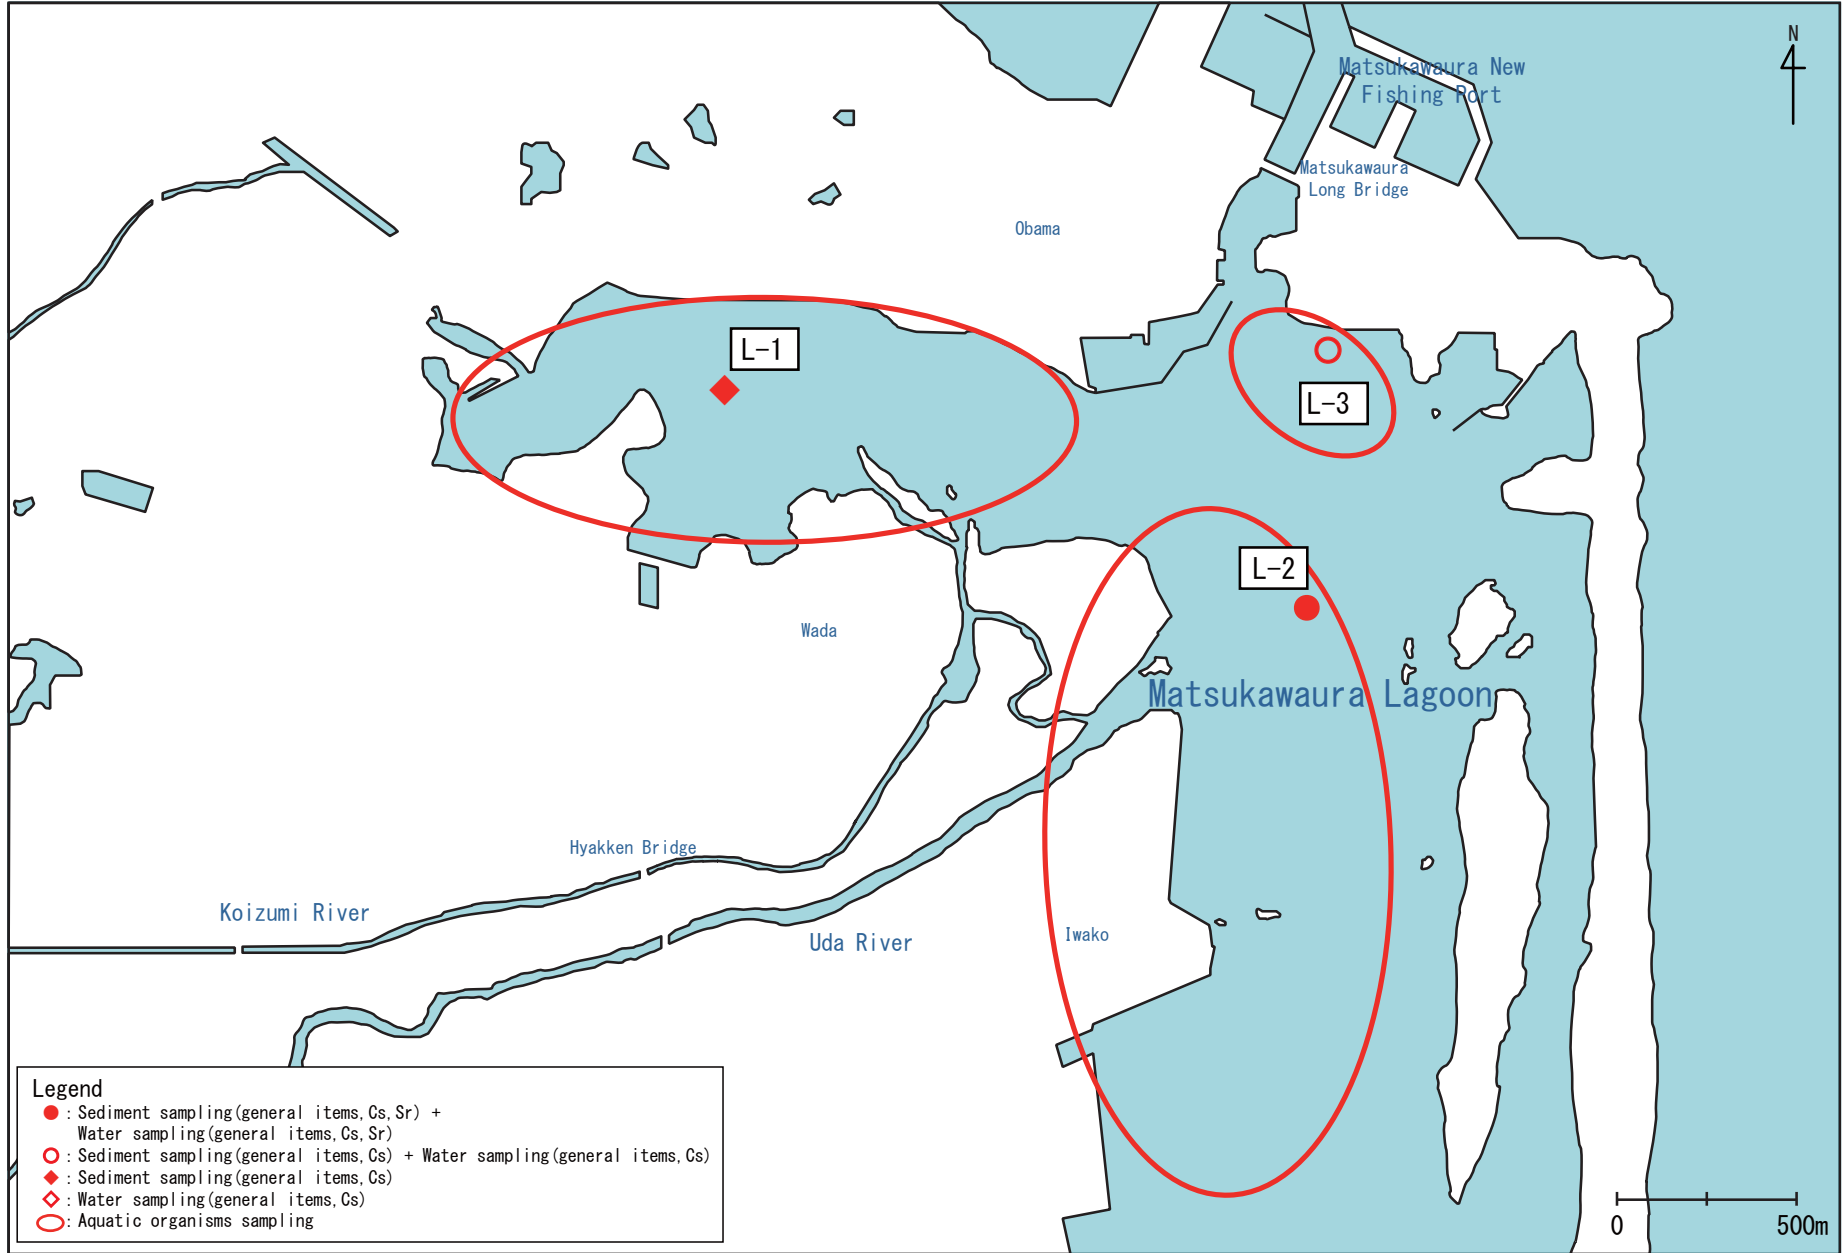 N
Matsukawaura New
Fishing Port
Matsukawaura
Long Bridge
Obama
L-1
L-3
L-2
Wada
Matsukawaura Lagoon
Hyakken Bridge
Koizumi River
Uda River
Iwako
Legend
: Sediment sampling(general items,Cs,Sr) +
Water sampling(general items,Cs,Sr)
: Sediment sampling(general items,Cs) + Water sampling(general items,Cs)
: Sediment sampling(general items,Cs)
: Water sampling(general items,Cs)
: Aquatic organisms sampling
0 500m